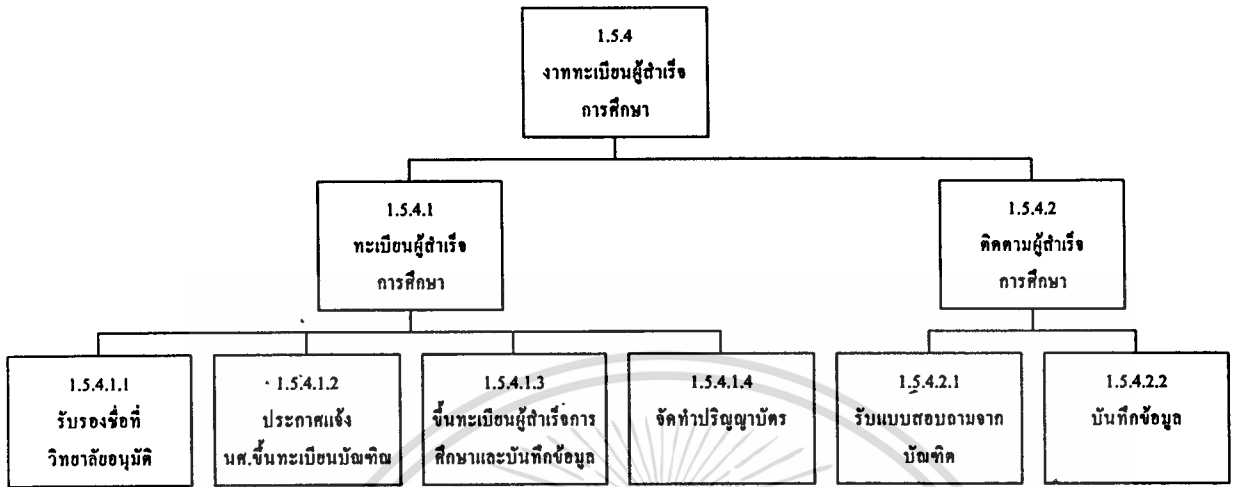 1.5.4
งาททะเบียนผู้สำเร็จ
การศึกษา
1.5.4.1
ทะเบียนผู้สำเร็จ
การศึกษา
1.5.4.2
ติดตามผู้สำเร็จ
การศึกษา
1.5.4.1.1
รับรองชื่อที่
วิทยาลัยอนุมัติ
1.5.4.1.2
ประกาศแจ้ง
นศ.ขึ้นทะเบียนบัณฑิต
1.5.4.1.3
ขึ้นทะเบียนผู้สำเร็จการ
ศึกษาและบันทึกข้อมูล
1.5.4.1.4
จัดทำปริญญาบัตร
1.5.4.2.1
รับแบบสอบถามจาก
บัณฑิต
1.5.4.2.2
บันทึกข้อมูล